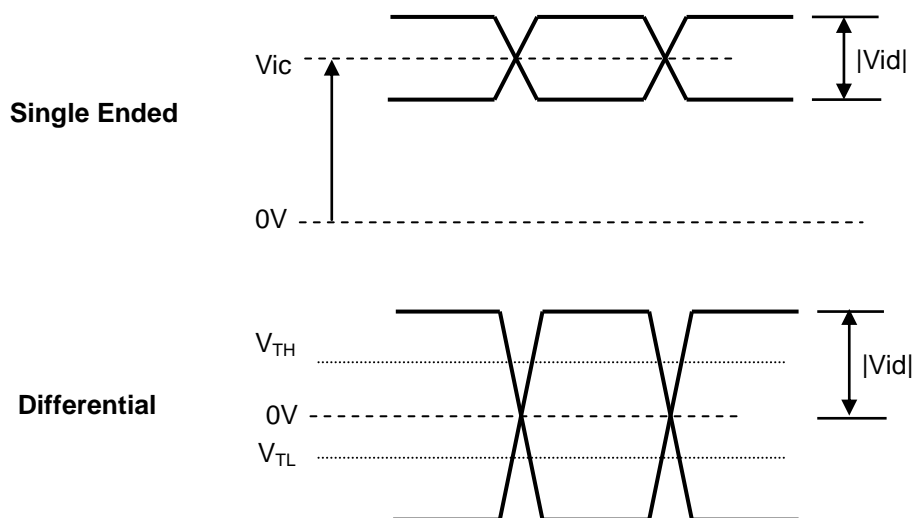 Vic
|Vid|
Single Ended
0V
V_TH
|Vid|
Differential
0V
V_TL